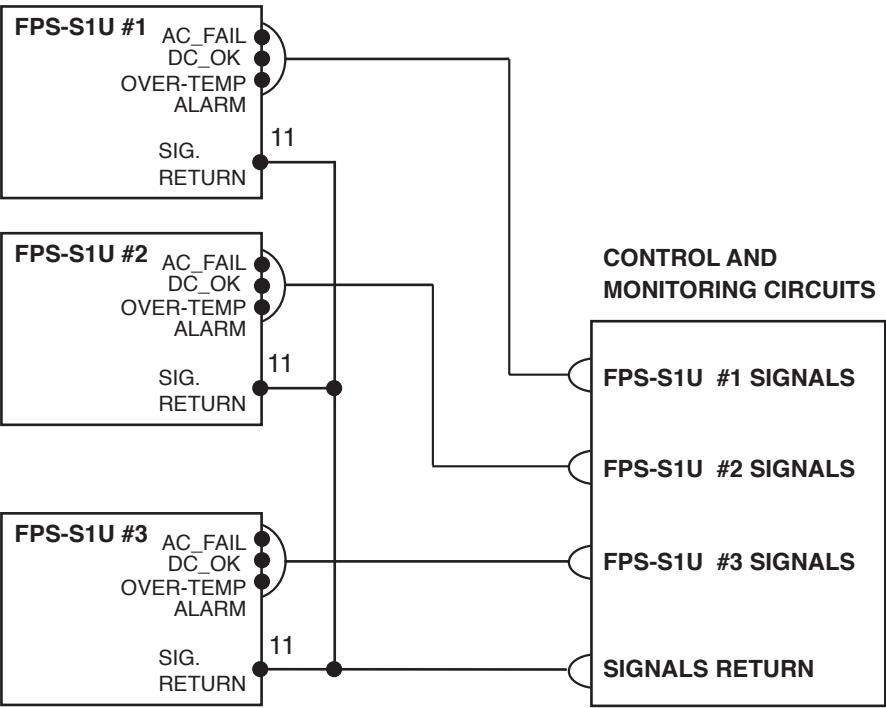 FPS-S1U #1
AC_FAIL
DC_OK
OVER-TEMP
ALARM
11
SIG.
RETURN
FPS-S1U #2
AC_FAIL
DC_OK
OVER-TEMP
ALARM
11
SIG.
RETURN
FPS-S1U #3
AC_FAIL
DC_OK
OVER-TEMP
ALARM
11
SIG.
RETURN
CONTROL AND
MONITORING CIRCUITS
FPS-S1U #1 SIGNALS
FPS-S1U #2 SIGNALS
FPS-S1U #3 SIGNALS
SIGNALS RETURN